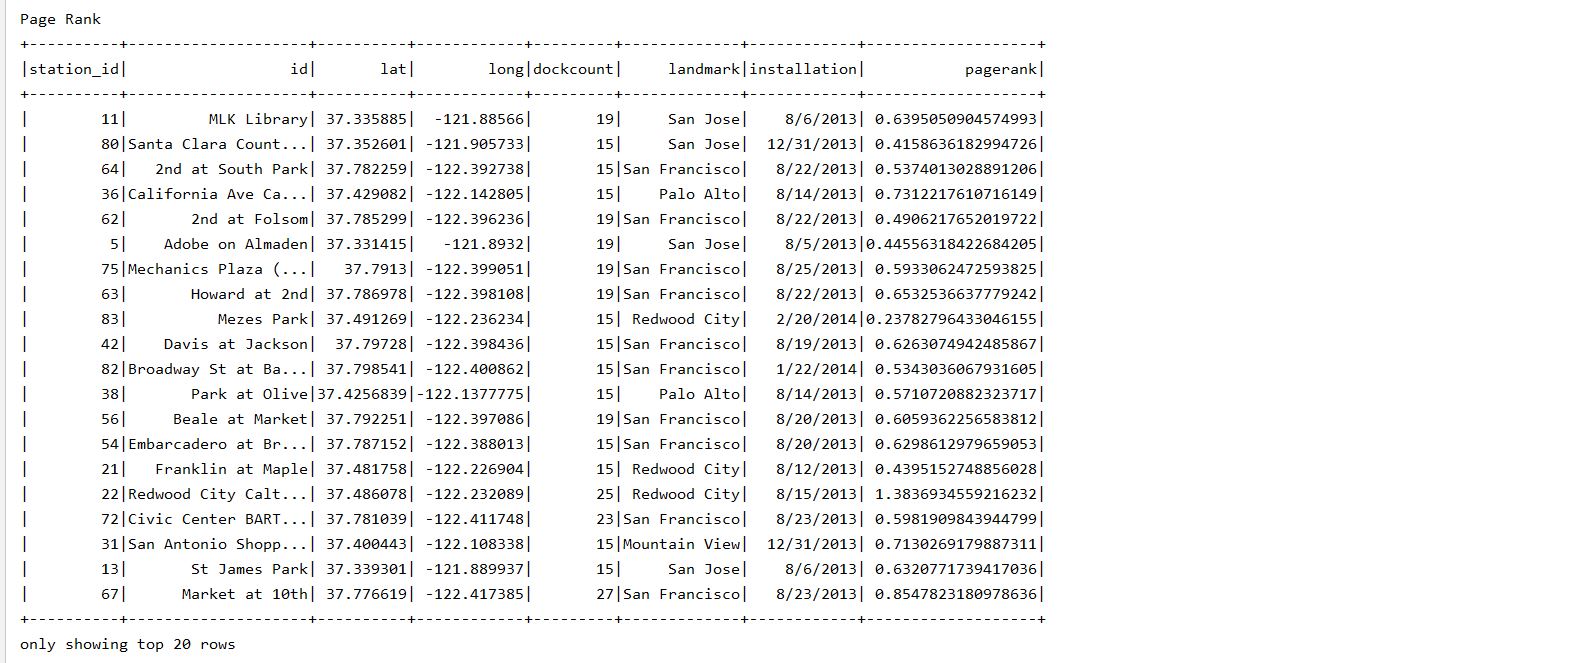 Page Rank
+----------+--------------------+----------+------------+---------+-------------+------------+-------------------+
|station_id|                  id|       lat|        long|dockcount|     landmark|installation|           pagerank|
+----------+--------------------+----------+------------+---------+-------------+------------+-------------------+
|        11|         MLK Library| 37.335885|  -121.88566|       19|     San Jose|    8/6/2013| 0.6395050904574993|
|        80|Santa Clara Count...| 37.352601| -121.905733|       15|     San Jose|  12/31/2013| 0.4158636182994726|
|        64|   2nd at South Park| 37.782259| -122.392738|       15|San Francisco|   8/22/2013| 0.5374013028891206|
|        36|California Ave Ca...| 37.429082| -122.142805|       15|    Palo Alto|   8/14/2013| 0.7312217610716149|
|        62|       2nd at Folsom| 37.785299| -122.396236|       19|San Francisco|   8/22/2013| 0.4906217652019722|
|         5|    Adobe on Almaden| 37.331415|   -121.8932|       19|     San Jose|    8/5/2013|0.44556318422684205|
|        75|Mechanics Plaza (...|   37.7913| -122.399051|       19|San Francisco|   8/25/2013| 0.5933062472593825|
|        63|       Howard at 2nd| 37.786978| -122.398108|       19|San Francisco|   8/22/2013| 0.6532536637779242|
|        83|          Mezes Park| 37.491269| -122.236234|       15| Redwood City|   2/20/2014|0.23782796433046155|
|        42|    Davis at Jackson|  37.79728| -122.398436|       15|San Francisco|   8/19/2013| 0.6263074942485867|
|        82|Broadway St at Ba...| 37.798541| -122.400862|       15|San Francisco|   1/22/2014| 0.5343036067931605|
|        38|       Park at Olive|37.4256839|-122.1377775|       15|    Palo Alto|   8/14/2013| 0.5710720882323717|
|        56|     Beale at Market| 37.792251| -122.397086|       19|San Francisco|   8/20/2013| 0.6059362256583812|
|        54|Embarcadero at Br...| 37.787152| -122.388013|       15|San Francisco|   8/20/2013| 0.6298612979659053|
|        21|   Franklin at Maple| 37.481758| -122.226904|       15| Redwood City|   8/12/2013| 0.4395152748856028|
|        22|Redwood City Calt...| 37.486078| -122.232089|       25| Redwood City|   8/15/2013| 1.3836934559216232|
|        72|Civic Center BART...| 37.781039| -122.411748|       23|San Francisco|   8/23/2013| 0.5981909843944799|
|        31|San Antonio Shopp...| 37.400443| -122.108338|       15|Mountain View|  12/31/2013| 0.7130269179887311|
|        13|       St James Park| 37.339301| -121.889937|       15|     San Jose|    8/6/2013| 0.6320771739417036|
|        67|      Market at 10th| 37.776619| -122.417385|       27|San Francisco|   8/23/2013| 0.8547823180978636|
+----------+--------------------+----------+------------+---------+-------------+------------+-------------------+
only showing top 20 rows